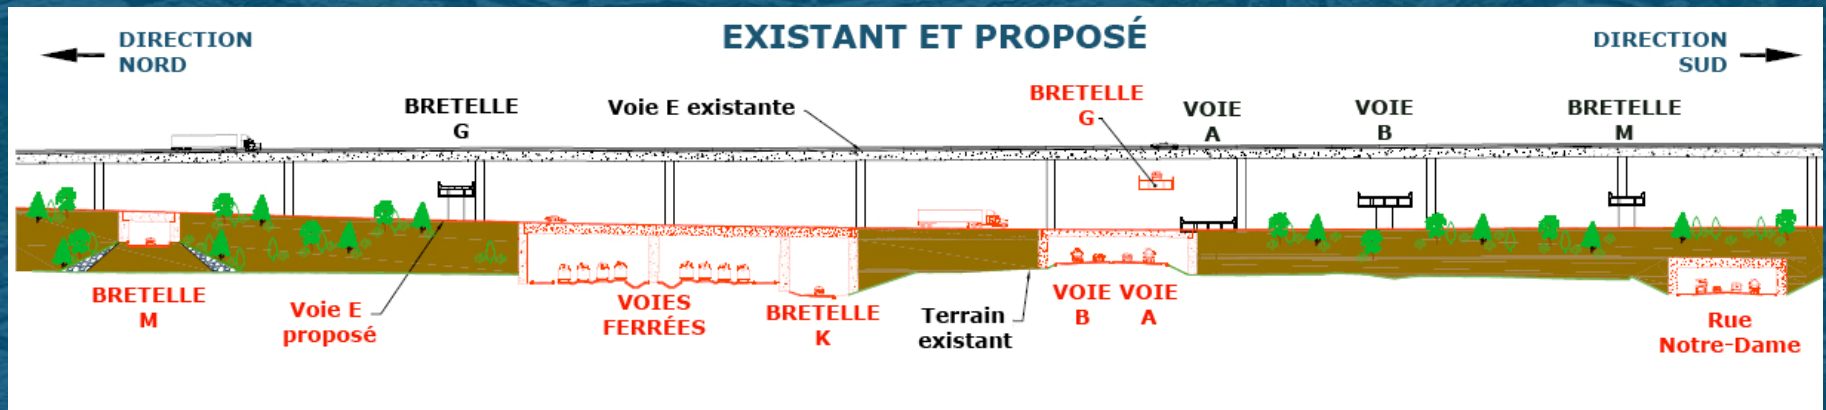 EXISTANT ET PROPOSÉ
DIRECTION
NORD
DIRECTION
SUD
BRETELLE
G
Voie E existante
BRETELLE
G
VOIE
A
VOIE
B
BRETELLE
M
BRETELLE
M
Voie E
proposé
VOIES
FERRÉES
BRETELLE
K
Terrain
existant
VOIE
B
VOIE
A
Rue
Notre-Dame